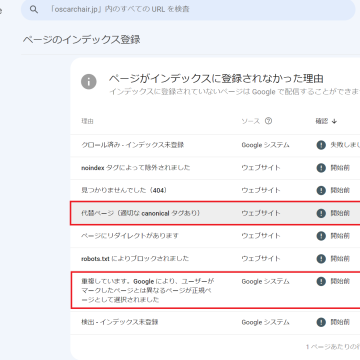 「oscarchair.jp」内のすべての URL を検査
ページのインデックス登録
ページがインデックスに登録されなかった理由
インデックスに登録されていないページは Google で配信することができま
理由 ソース 確認
クロール済み - インデックス未登録 Google システム 失敗しまし
noindex タグによって除外されました ウェブサイト 開始前
見つかりませんでした（404） ウェブサイト 開始前
代替ページ（適切な canonical タグあり） ウェブサイト 開始前
ページにリダイレクトがあります ウェブサイト 開始前
robots.txt によりブロックされました ウェブサイト 開始前
重複しています。Google により、ユーザーが Google システム 開始前
マークしたページとは異なるページが正規ペ
ージとして選択されました
検出 - インデックス未登録 Google システム 開始前
1 ページあたりの